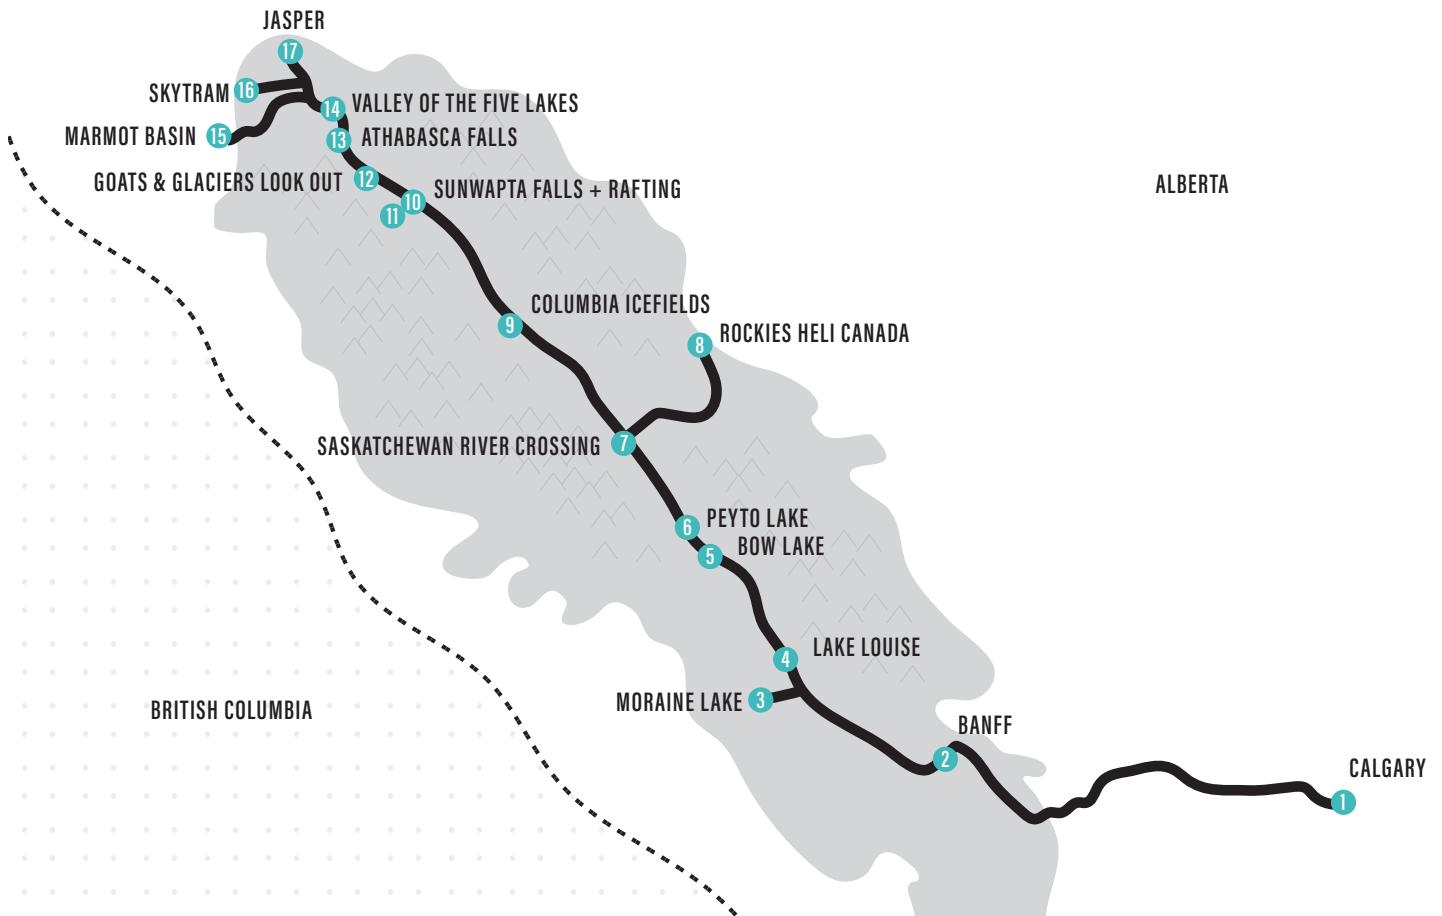 JASPER
17
SKYTRAM 16
14 VALLEY OF THE FIVE LAKES
MARMOT BASIN 15
13 ATHABASCA FALLS
GOATS & GLACIERS LOOK OUT 12
10 SUNWAPTA FALLS + RAFTING
11
ALBERTA
COLUMBIA ICEFIELDS
9
8 ROCKIES HELI CANADA
SASKATCHEWAN RIVER CROSSING 7
6 PEYTO LAKE
5 BOW LAKE
4 LAKE LOUISE
MORAINE LAKE 3
BRITISH COLUMBIA
BANFF
2
CALGARY
1